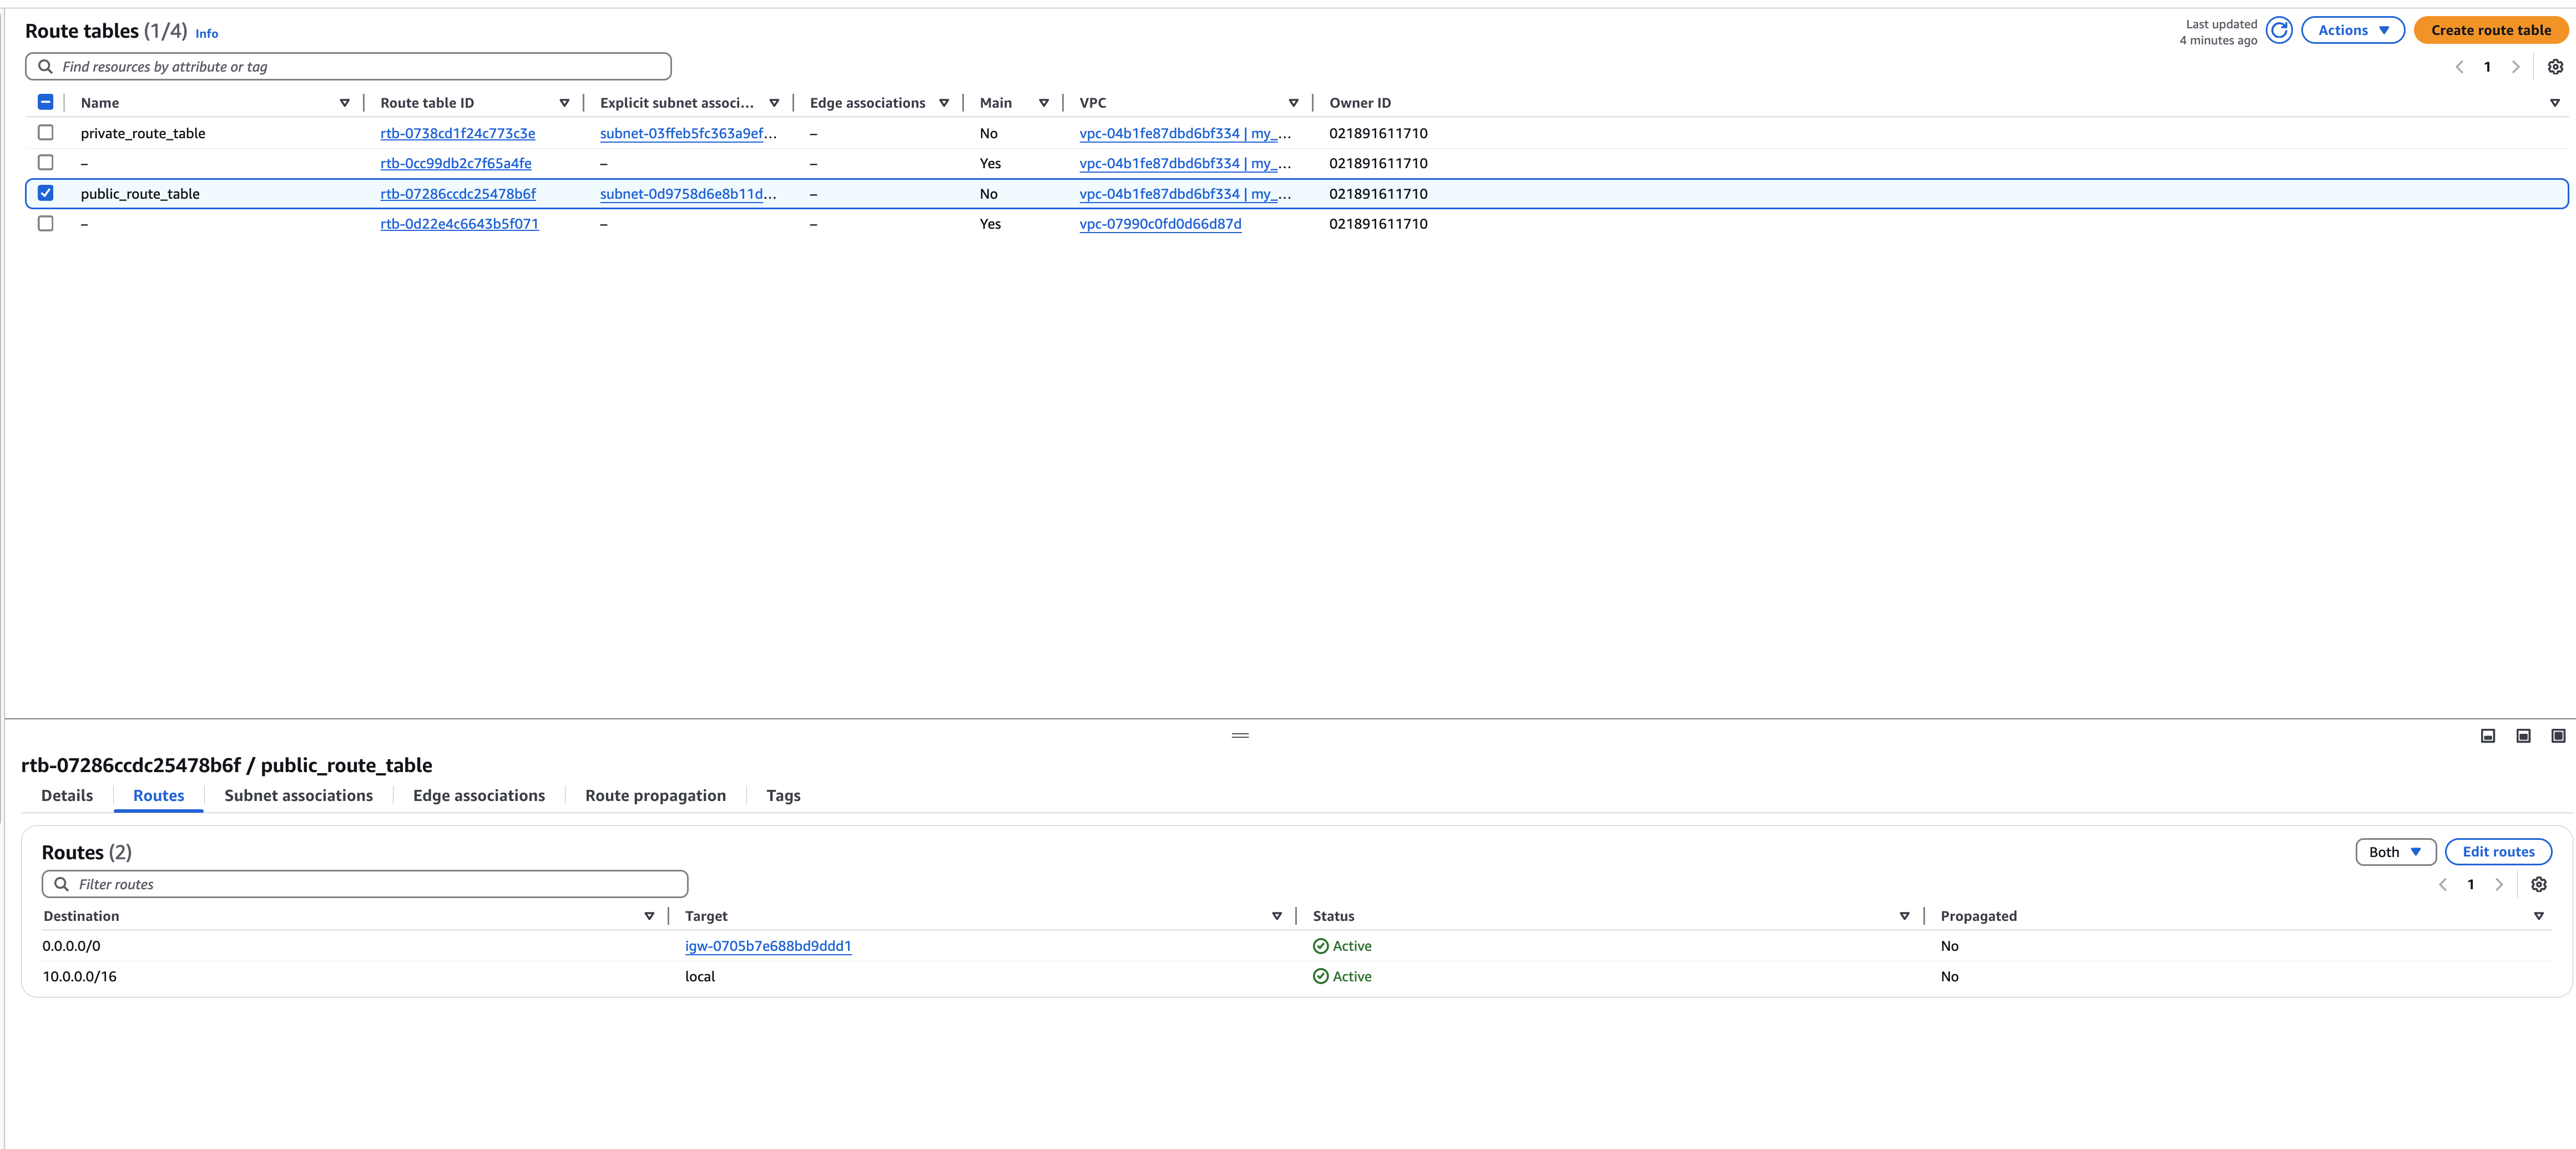 Route tables (1/4) Info
Last updated
4 minutes ago
Actions
Create route table
Find resources by attribute or tag
1
Name Route table ID Explicit subnet associ... Edge associations Main VPC Owner ID
private_route_table rtb-0738cd1f24c773c3e subnet-03ffeb5fc363a9ef... – No vpc-04b1fe87dbd6bf334 | my_... 021891611710
– rtb-0cc99db2c7f65a4fe – – Yes vpc-04b1fe87dbd6bf334 | my_... 021891611710
public_route_table rtb-07286ccdc25478b6f subnet-0d9758d6e8b11d... – No vpc-04b1fe87dbd6bf334 | my_... 021891611710
– rtb-0d22e4c6643b5f071 – – Yes vpc-07990c0fd0d66d87d 021891611710
rtb-07286ccdc25478b6f / public_route_table
Details Routes Subnet associations Edge associations Route propagation Tags
Routes (2)
Both Edit routes
Filter routes
1
Destination Target Status Propagated
0.0.0.0/0 igw-0705b7e688bd9ddd1 Active No
10.0.0.0/16 local Active No